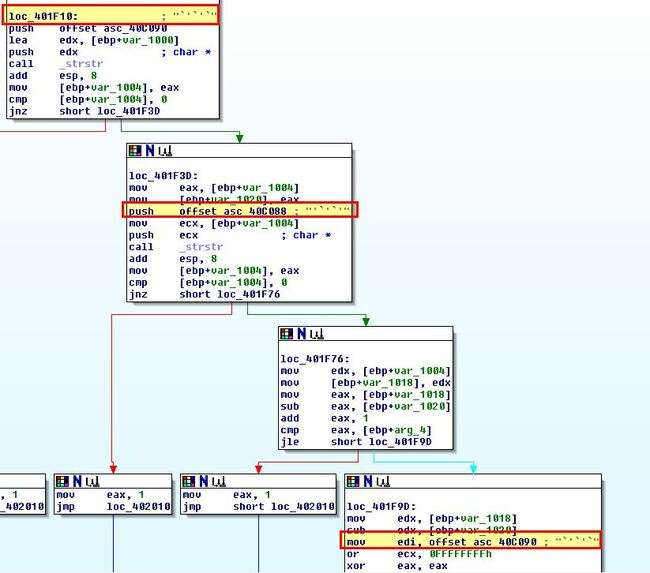 loc_401F10: ; "`'`'`"
push offset asc_40C090
lea edx, [ebp+var_1000]
push edx ; char *
call _strstr
add esp, 8
mov [ebp+var_1004], eax
cmp [ebp+var_1004], 0
jnz short loc_401F3D
loc_401F3D:
mov eax, [ebp+var_1004]
mov [ebp+var_1020], eax
push offset asc_40C088 ; "'`'`'"
mov ecx, [ebp+var_1004]
push ecx ; char *
call _strstr
add esp, 8
mov [ebp+var_1004], eax
cmp [ebp+var_1004], 0
jnz short loc_401F76
loc_401F76:
mov edx, [ebp+var_1004]
mov [ebp+var_1018], edx
mov eax, [ebp+var_1018]
sub eax, [ebp+var_1020]
add eax, 1
cmp eax, [ebp+arg_4]
jle short loc_401F9D
, 1
loc_402010
mov eax, 1
jmp loc_402010
mov eax, 1
jmp short loc_402010
loc_401F9D:
mov edx, [ebp+var_1018]
sub edx, [ebp+var_1020]
mov edi, offset asc_40C090 ; "`'`'`"
or ecx, 0FFFFFFFFh
xor eax, eax